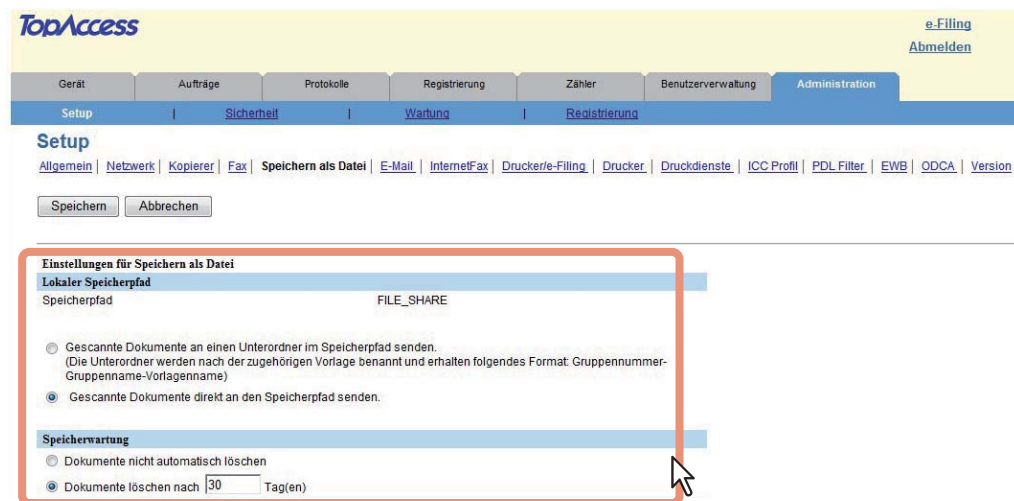 TopAccess
e-Filing
Abmelden
Gerät Aufträge Protokolle Registrierung Zähler Benutzerverwaltung Administration
Setup | Sicherheit | Wartung | Registrierung
Setup
Allgemein | Netzwerk | Kopierer | Fax | Speichern als Datei | E-Mail | InternetFax | Drucker/e-Filing | Drucker | Druckdienste | ICC Profil | PDL Filter | EWB | ODCA | Version
Speichern Abbrechen
Einstellungen für Speichern als Datei
Lokaler Speicherpfad
Speicherpfad FILE_SHARE
Gescannte Dokumente an einen Unterordner im Speicherpfad senden.
(Die Unterordner werden nach der zugehörigen Vorlage benannt und erhalten folgendes Format: Gruppennummer-
Gruppenname-Vorlagenname)
Gescannte Dokumente direkt an den Speicherpfad senden.
Speicherwartung
Dokumente nicht automatisch löschen
Dokumente löschen nach 30 Tag(en)